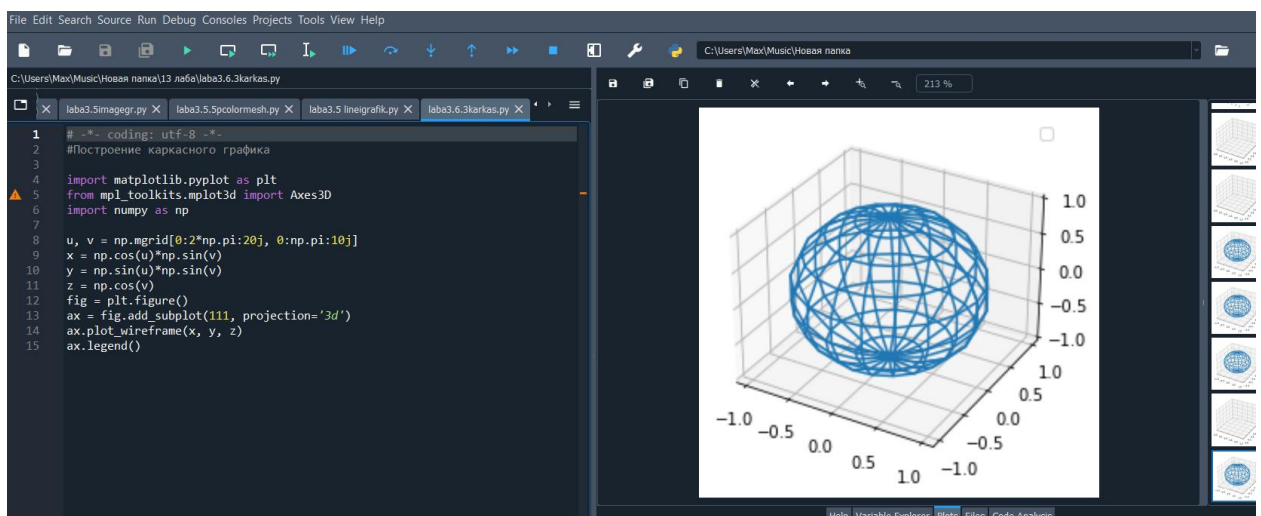 File Edit Search Source Run Debug Consoles Projects Tools View Help
C:\Users\Max\Music\Новая папка
C:\Users\Max\Music\Новая папка\13 лаба\laba3.6.3karkas.py
213 %
laba3.5imagegr.py laba3.5.5pcolormesh.py laba3.5 lineigrafik.py laba3.6.3karkas.py
1 # -*- coding: utf-8 -*-
2 #Построение каркасного графика
3
4 import matplotlib.pyplot as plt
5 from mpl_toolkits.mplot3d import Axes3D
6 import numpy as np
7
8 u, v = np.mgrid[0:2*np.pi:20j, 0:np.pi:10j]
9 x = np.cos(u)*np.sin(v)
10 y = np.sin(u)*np.sin(v)
11 z = np.cos(v)
12 fig = plt.figure()
13 ax = fig.add_subplot(111, projection='3d')
14 ax.plot_wireframe(x, y, z)
15 ax.legend()
1.0
0.5
0.0
−0.5
−1.0
1.0
0.5
0.0
−0.5
−1.0
−1.0
−0.5
0.0
0.5
1.0
Help Variable Explorer Plots Files Code Analysis